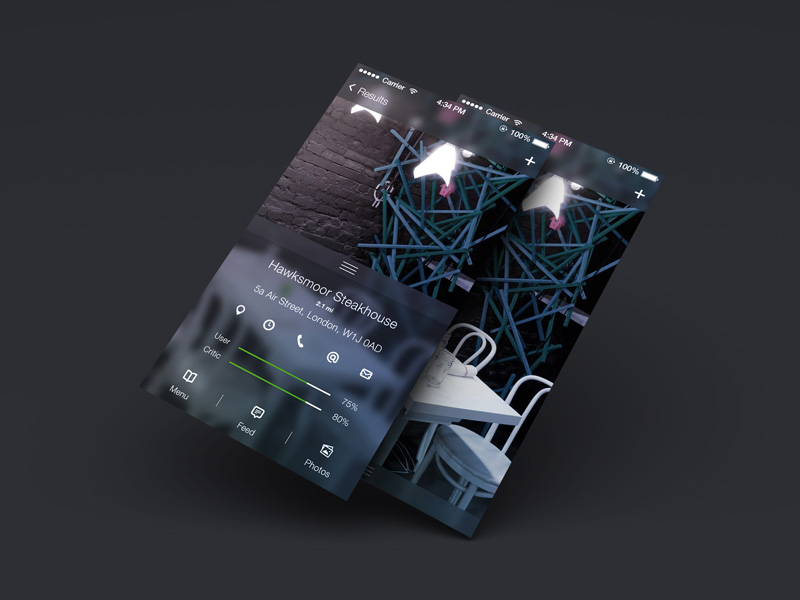 Carrier
4:34 PM
100%
Results
Hawksmoor Steakhouse
2.1 mi
5a Air Street, London, W1J 0AD
User
75%
Critic
80%
Menu
Feed
Photos
Carrier
4:34 PM
100%